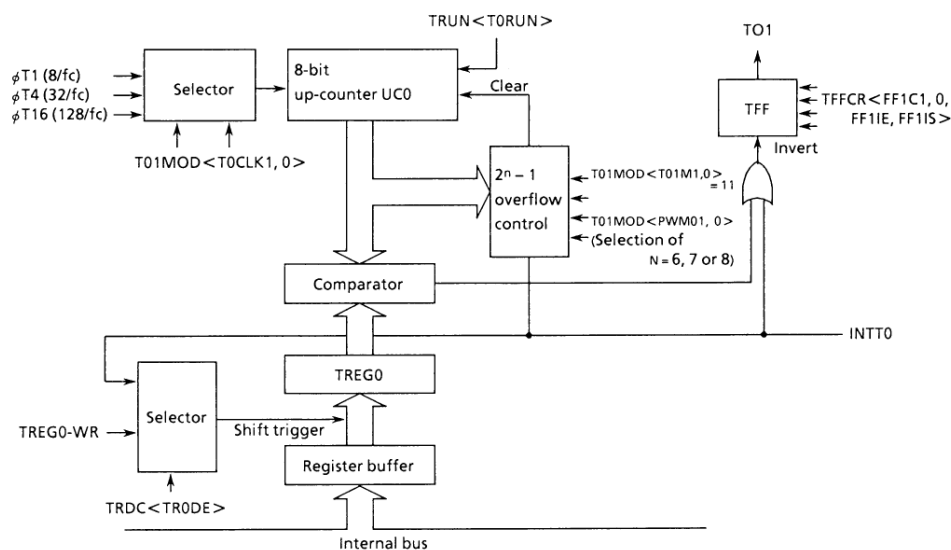 TRUN<T0RUN>
TO1
8-bit
up-counter UC0
Selector
Clear
ϕT1 (8/fc)
ϕT4 (32/fc)
ϕT16 (128/fc)
T01MOD<T0CLK1, 0>
TFF
TFFCR<FF1C1, 0,
FF1IE, FF1IS>
Invert
2ⁿ – 1
overflow
control
T01MOD<T01M1,0>
= 11
T01MOD<PWM01, 0>
(Selection of
N = 6, 7 or 8)
Comparator
INTT0
TREG0
Selector
TREG0-WR
Shift trigger
Register buffer
TRDC<TR0DE>
Internal bus